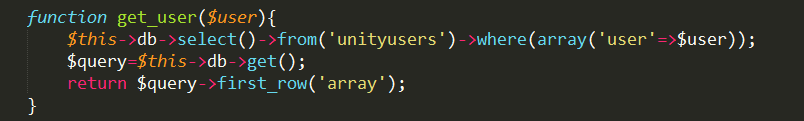 function get_user($user){
$this->db->select()->from('unityusers')->where(array('user'=>$user));
$query=$this->db->get();
return $query->first_row('array');
}